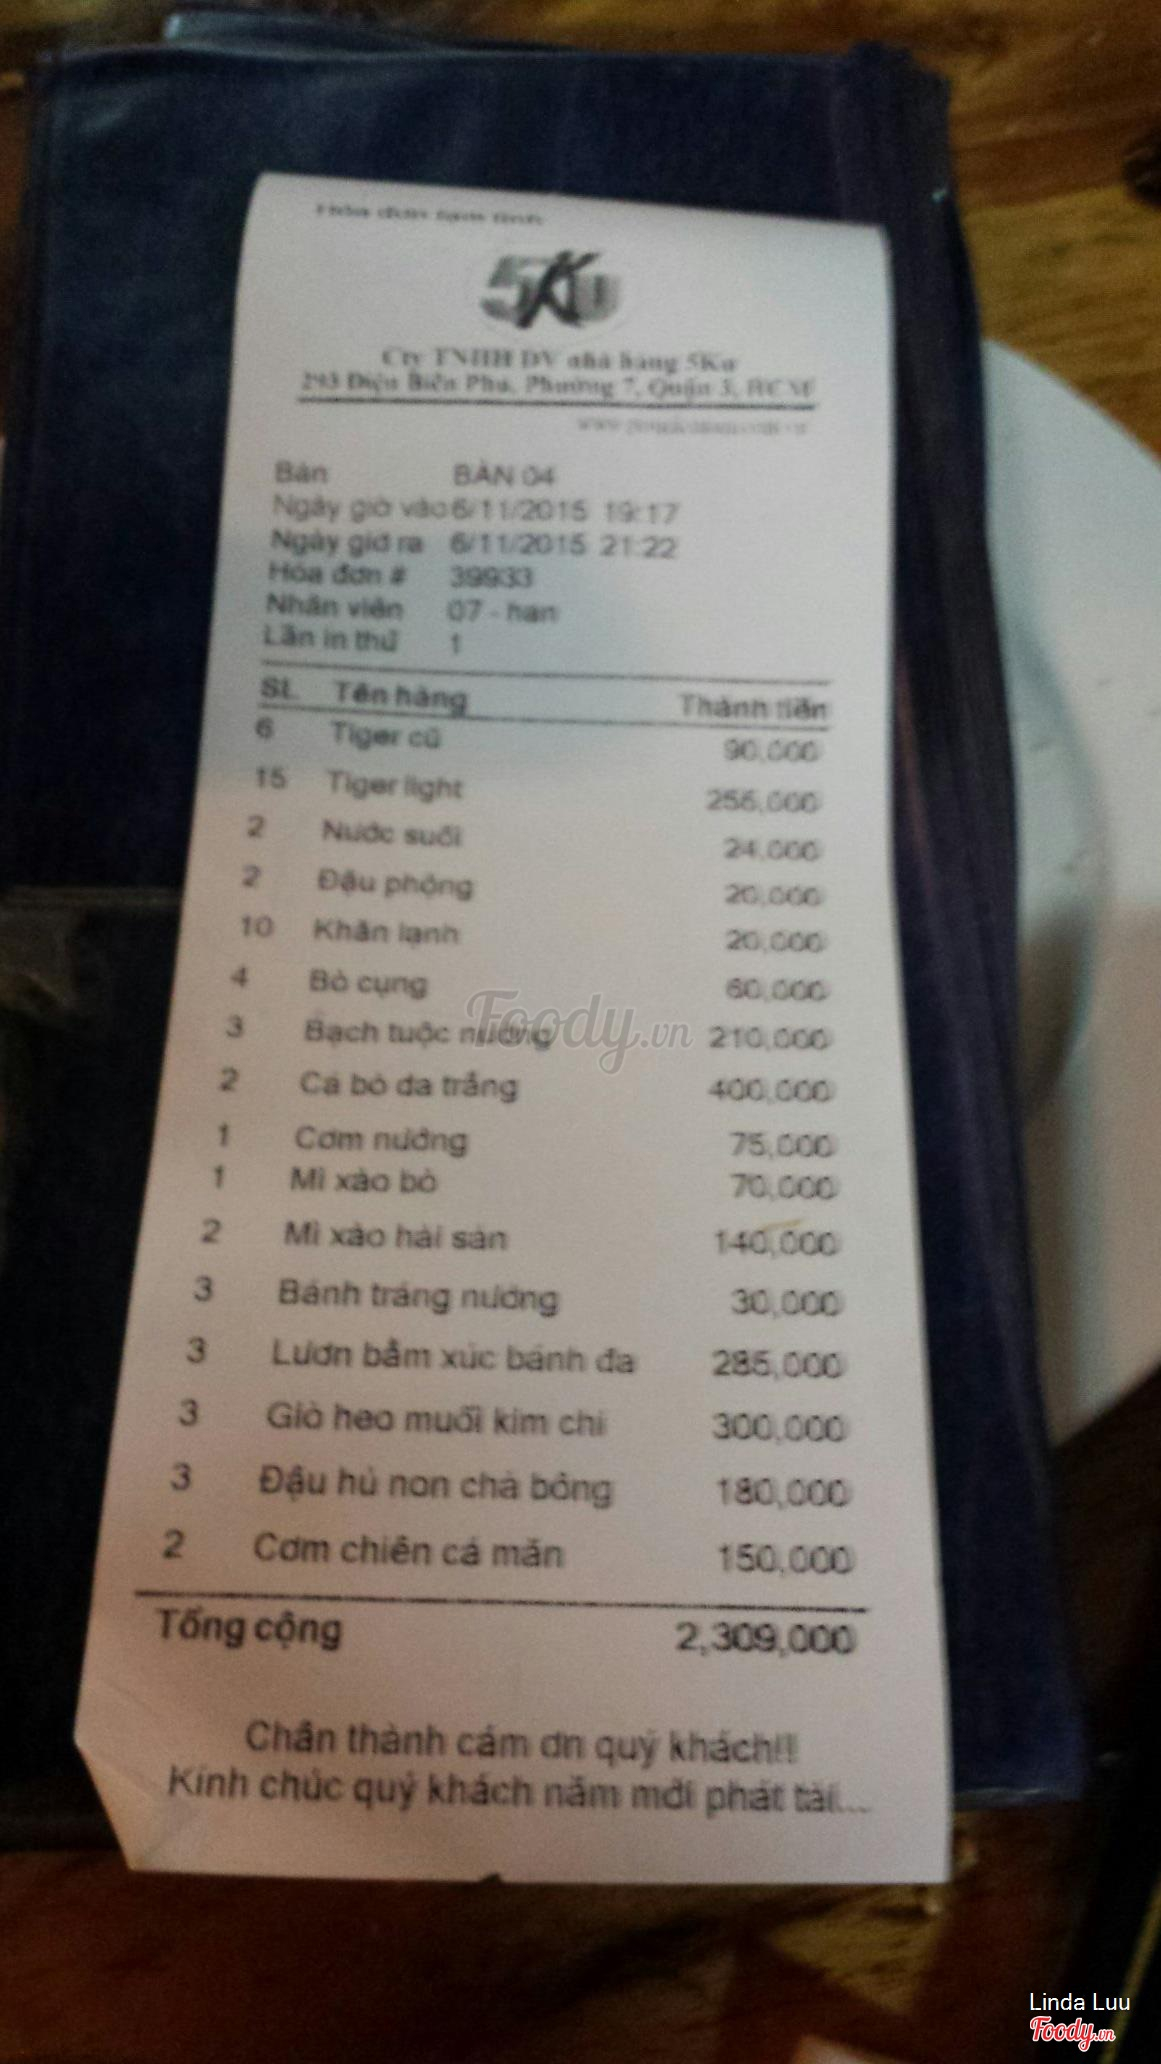 Hóa đơn tạm tính
5Ku
Cty TNHH DV nhà hàng 5Ku
293 Điện Biên Phủ, Phường 7, Quận 3, HCM
Bàn BÀN 04
Ngày giờ vào 6/11/2015 19:17
Ngày giờ ra 6/11/2015 21:22
Hóa đơn # 39933
Nhân viên 07 - han
Lần in thứ 1
SL Tên hàng Thành tiền
6 Tiger cũ 90,000
15 Tiger light 255,000
2 Nước suối 24,000
2 Đậu phộng 20,000
10 Khăn lạnh 20,000
4 Bò cụng 60,000
3 Bạch tuộc nướng 210,000
2 Cá bò da trắng 400,000
1 Cơm nướng 75,000
1 Mì xào bò 70,000
2 Mì xào hải sản 140,000
3 Bánh tráng nướng 30,000
3 Lươn bằm xúc bánh đa 285,000
3 Giò heo muối kim chi 300,000
3 Đậu hủ non chà bông 180,000
2 Cơm chiên cá mặn 150,000
Tổng cộng 2,309,000
Chân thành cám ơn quý khách!!!
Kính chúc quý khách năm mới phát tài...
Foody.vn
Linda Luu
Foody.vn